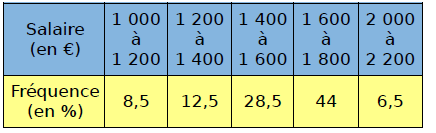 Salaire (en €) 1 000 à 1 200 1 200 à 1 400 1 400 à 1 600 1 600 à 1 800 2 000 à 2 200
Fréquence (en %) 8,5 12,5 28,5 44 6,5